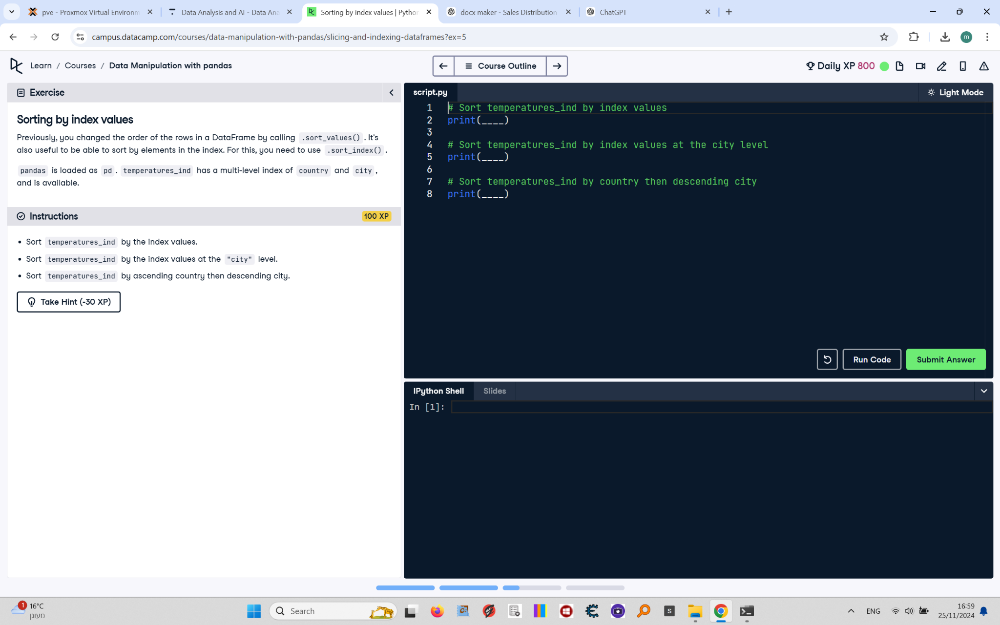 pve - Proxmox Virtual Environm
Data Analysis and AI - Data Ana
Sorting by index values | Python
docx maker - Sales Distribution
ChatGPT
campus.datacamp.com/courses/data-manipulation-with-pandas/slicing-and-indexing-dataframes?ex=5
m
Learn / Courses / Data Manipulation with pandas
Course Outline
Daily XP 800
Exercise
Sorting by index values
Previously, you changed the order of the rows in a DataFrame by calling .sort_values(). It's
also useful to be able to sort by elements in the index. For this, you need to use .sort_index().
pandas is loaded as pd. temperatures_ind has a multi-level index of country and city,
and is available.
Instructions
100 XP
• Sort temperatures_ind by the index values.
• Sort temperatures_ind by the index values at the "city" level.
• Sort temperatures_ind by ascending country then descending city.
Take Hint (-30 XP)
script.py
Light Mode
1 # Sort temperatures_ind by index values
2 print(____)
3
4 # Sort temperatures_ind by index values at the city level
5 print(____)
6
7 # Sort temperatures_ind by country then descending city
8 print(____)
Run Code
Submit Answer
IPython Shell
Slides
In [1]:
1
16°C
מעונן
Search
S
ENG
16:59
25/11/2024